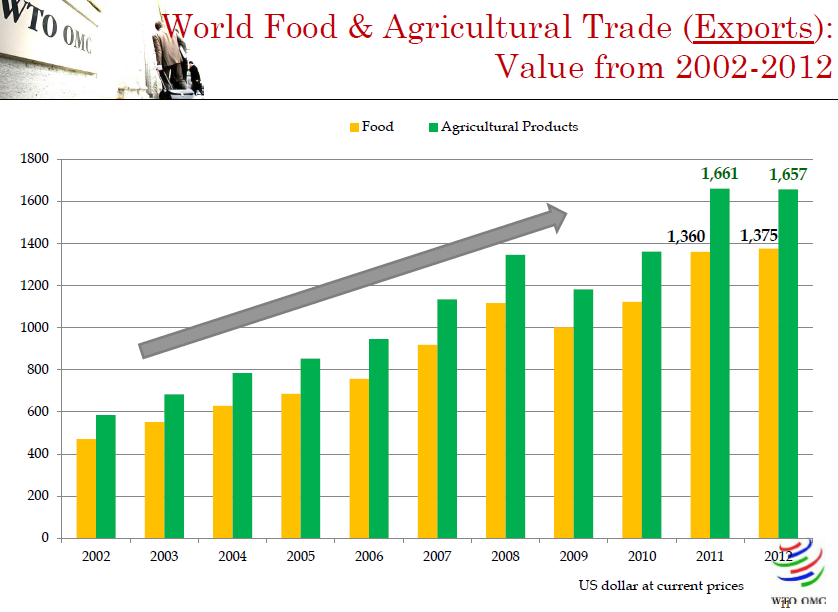 WTO OMC
World Food & Agricultural Trade (Exports):
Value from 2002-2012
Food
Agricultural Products
1800
1600
1400
1200
1000
800
600
400
200
0
1,661
1,657
1,360
1,375
2002 2003 2004 2005 2006 2007 2008 2009 2010 2011 2012
US dollar at current prices
WTO OMC
11